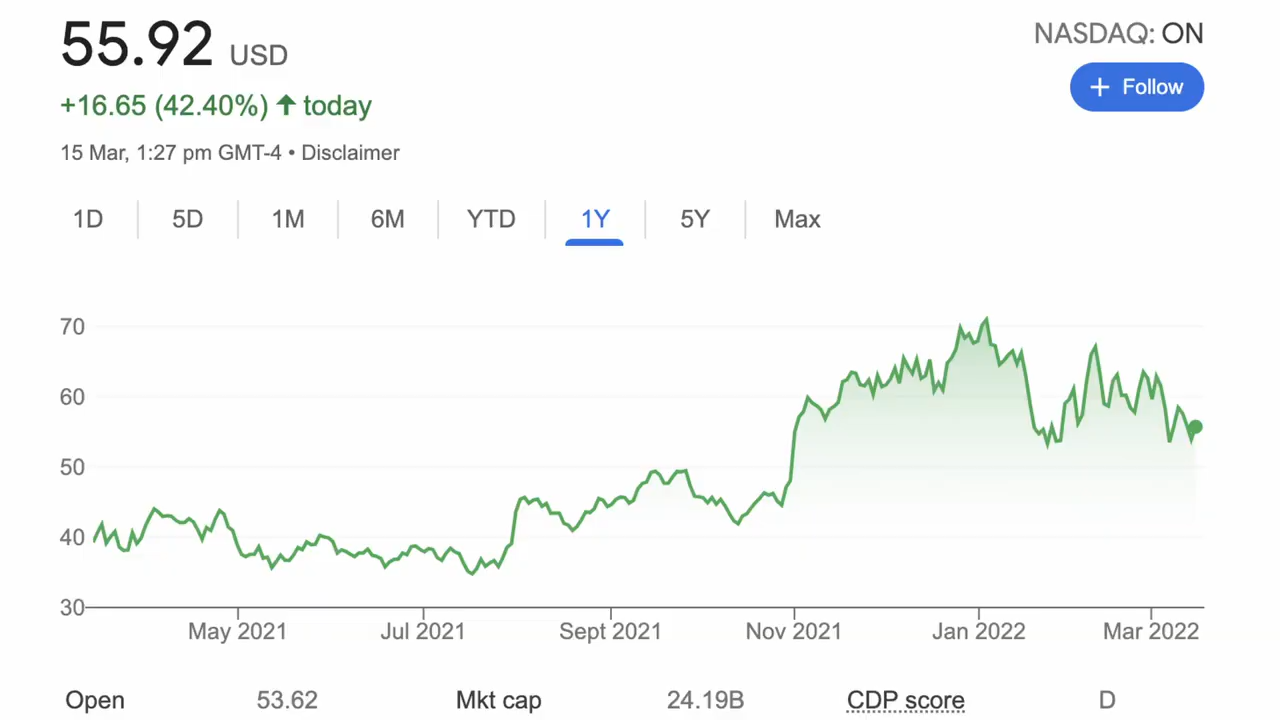 55.92 USD
NASDAQ: ON
+ Follow
+16.65 (42.40%) ↑ today
15 Mar, 1:27 pm GMT-4 • Disclaimer
1D 5D 1M 6M YTD 1Y 5Y Max
70
60
50
40
30
May 2021 Jul 2021 Sept 2021 Nov 2021 Jan 2022 Mar 2022
Open 53.62 Mkt cap 24.19B CDP score D